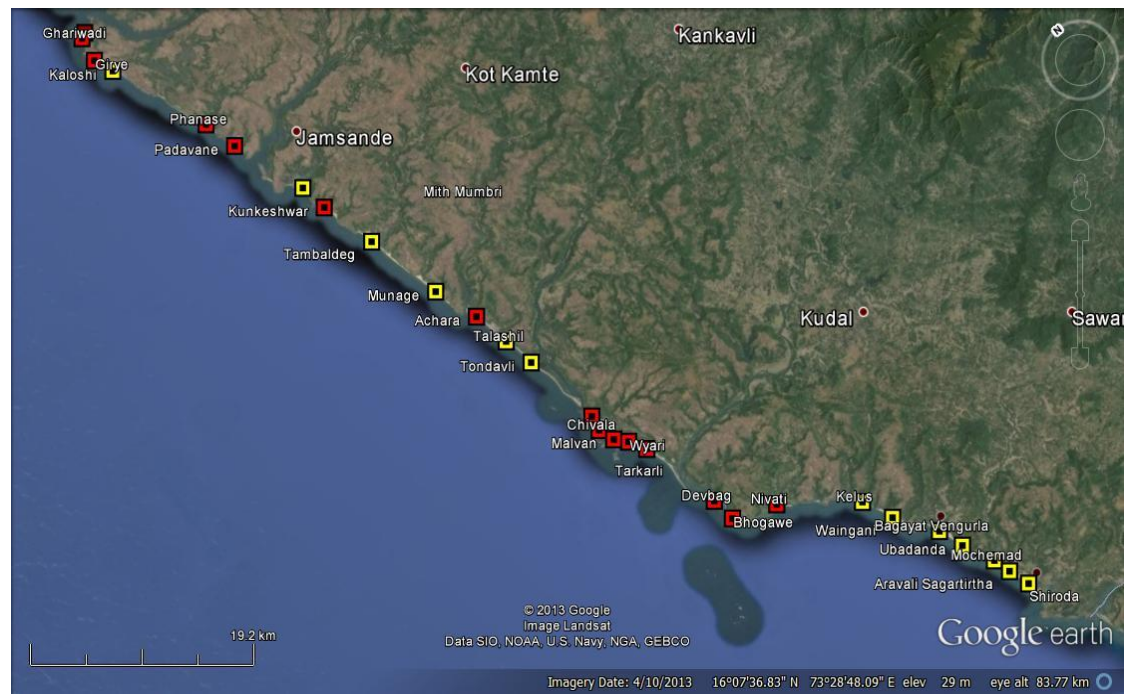 Ghariwadi
Kankavli
Girye
Kaloshi
Kot Kamte
Phanase
Jamsande
Padavane
Mith Mumbri
Kunkeshwar
Tambaldeg
Munage
Achara
Kudal
Sawar
Talashil
Tondavli
Chivala
Malvan
Wyari
Tarkarli
Devbag
Nivati
Kelus
Bhogawe
Waingani
Bagayat Vengurla
Ubadanda
Mochemad
Aravali Sagartirtha
Shiroda
N
© 2013 Google
Image Landsat
Data SIO, NOAA, U.S. Navy, NGA, GEBCO
19.2 km
Google earth
Imagery Date: 4/10/2013 16°07'36.83" N 73°28'48.09" E elev 29 m eye alt 83.77 km